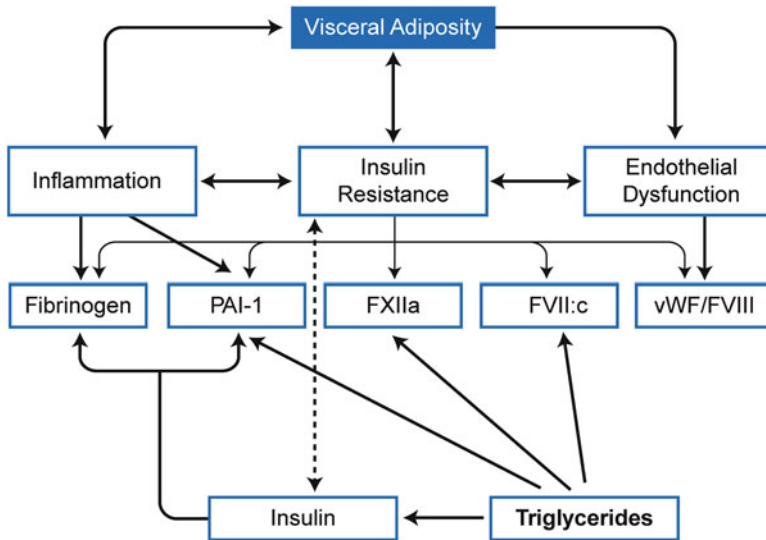 Visceral Adiposity
Inflammation
Insulin
Resistance
Endothelial
Dysfunction
Fibrinogen
PAI-1
FXIIa
FVII:c
vWF/FVIII
Insulin
Triglycerides